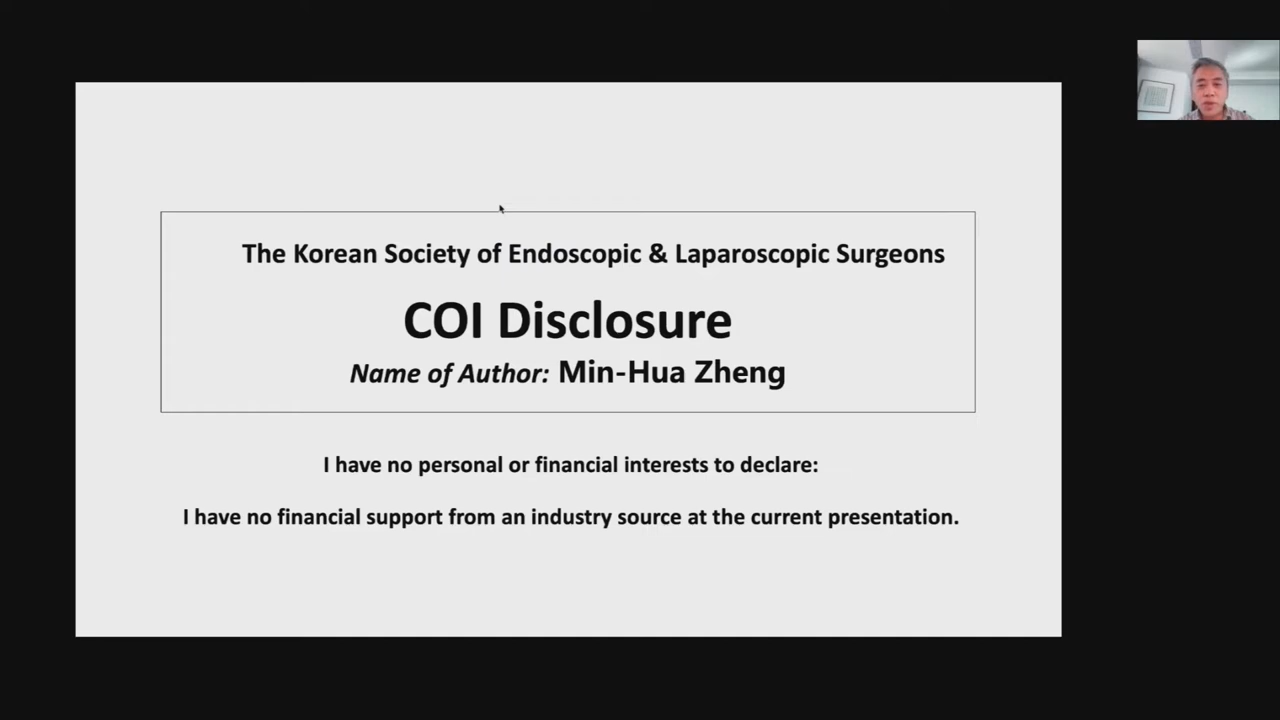 The Korean Society of Endoscopic & Laparoscopic Surgeons
COI Disclosure
Name of Author: Min-Hua Zheng
I have no personal or financial interests to declare:
I have no financial support from an industry source at the current presentation.